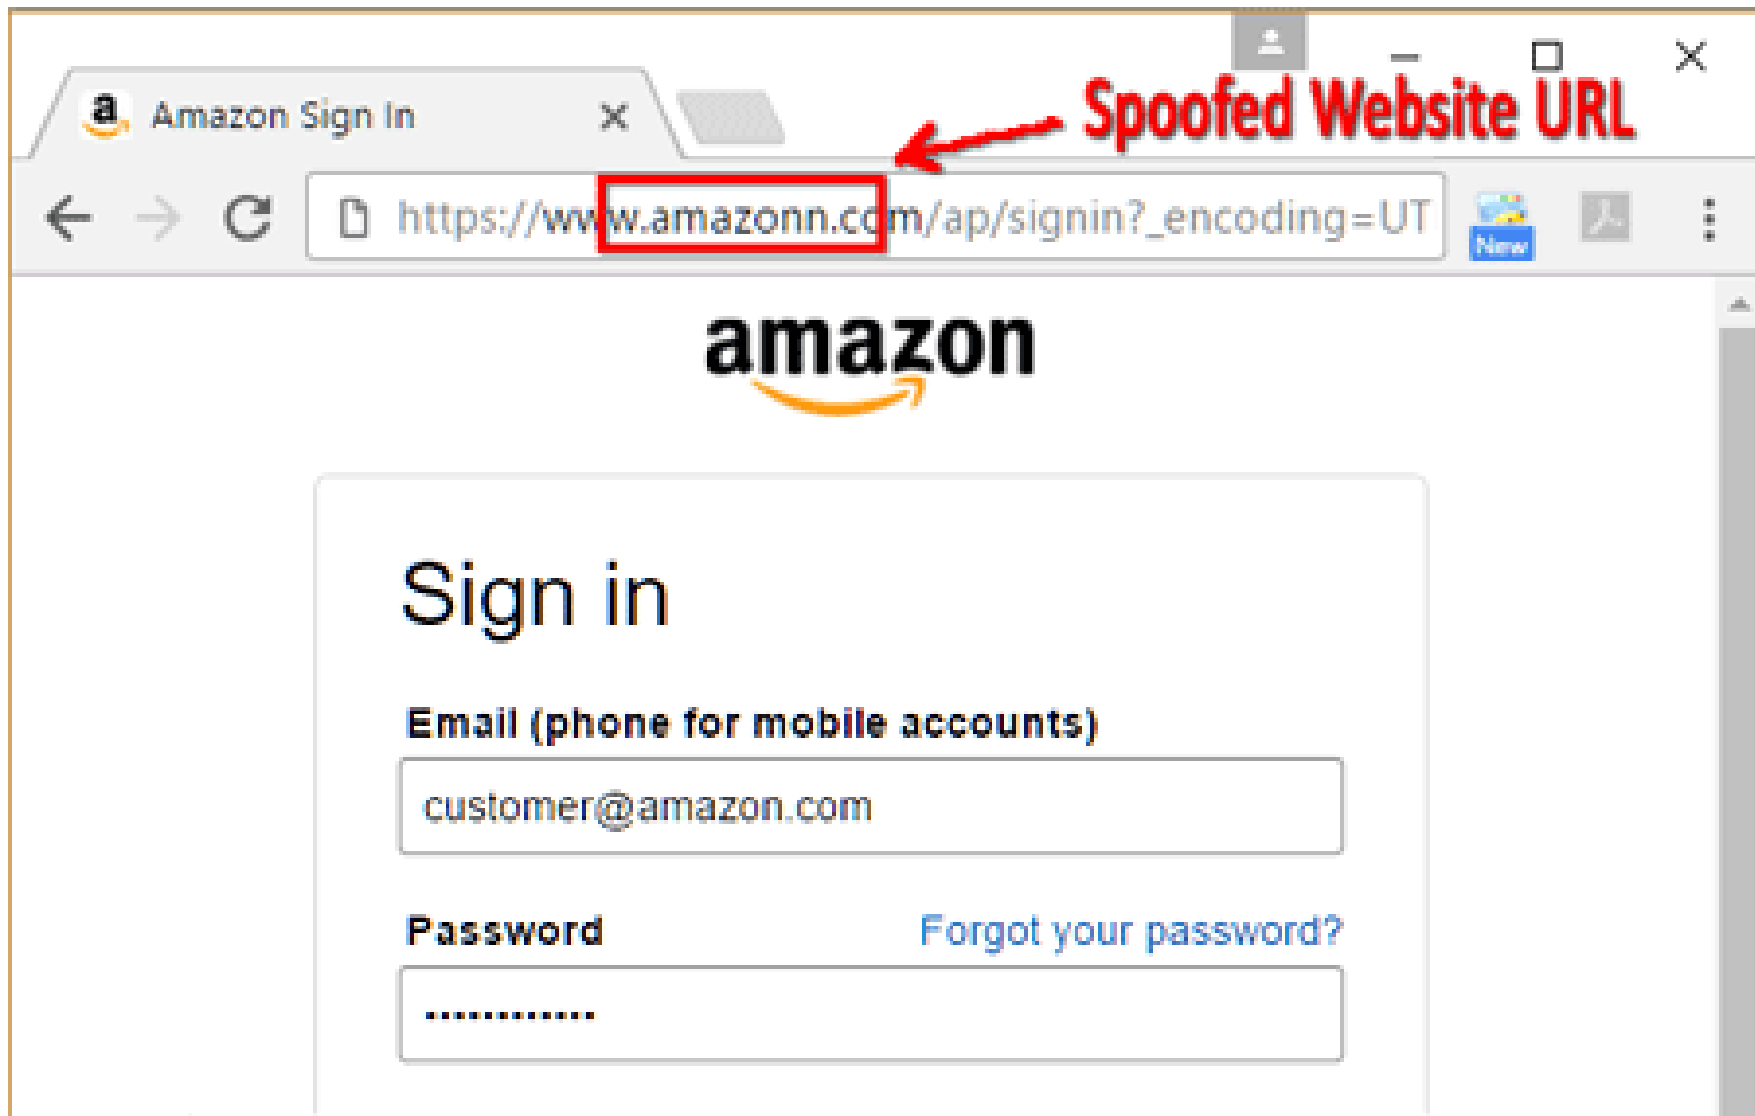 Amazon Sign In
Spoofed Website URL
https://www.amazonn.com/ap/signin?_encoding=UT
New
amazon
Sign in
Email (phone for mobile accounts)
customer@amazon.com
Password Forgot your password?
............